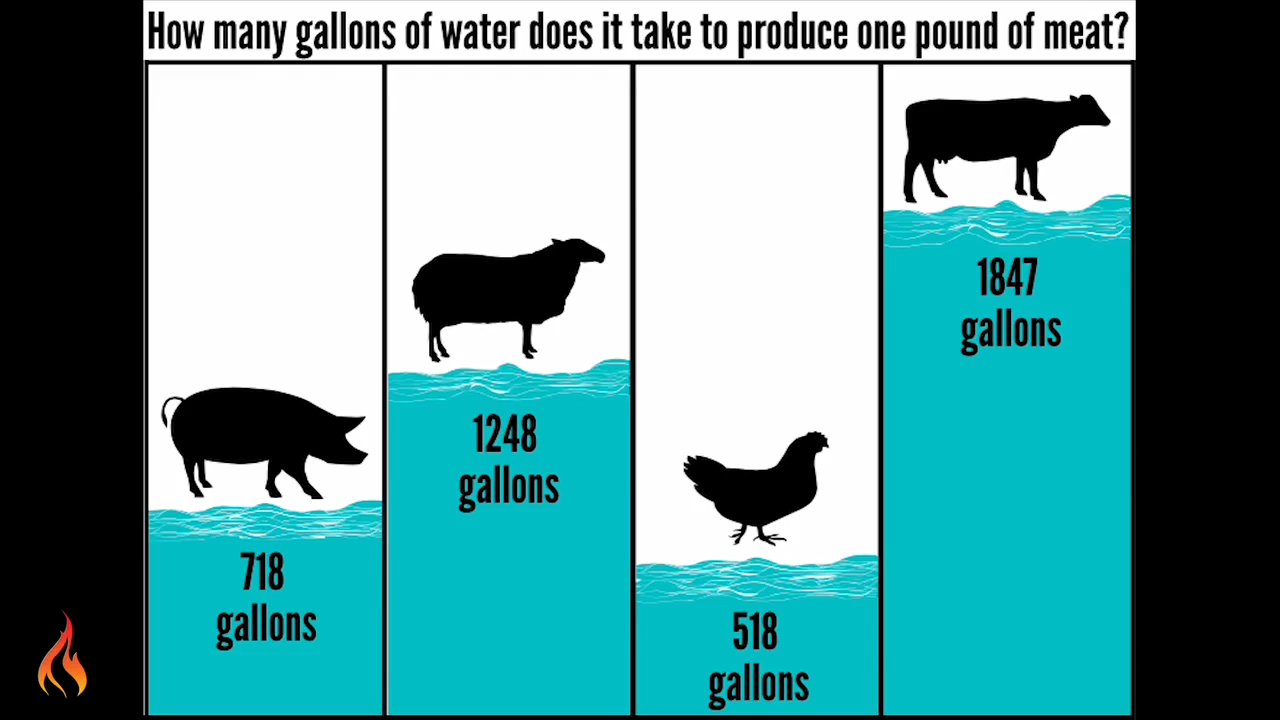 How many gallons of water does it take to produce one pound of meat?
718
gallons
1248
gallons
518
gallons
1847
gallons